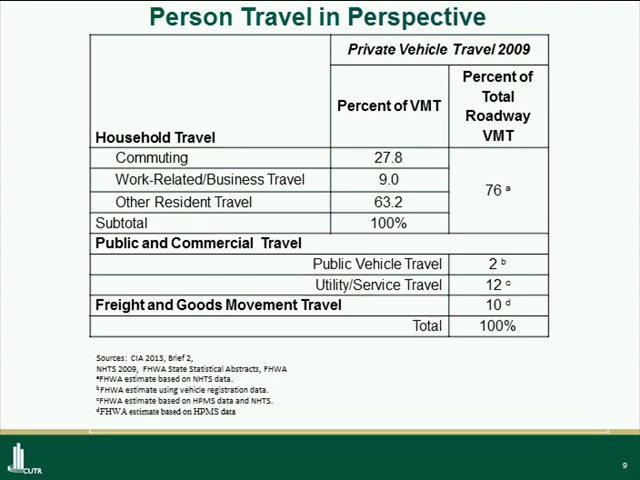 Person Travel in Perspective
Private Vehicle Travel 2009
Percent of VMT
Percent of
Total
Roadway
VMT
Household Travel
Commuting 27.8
Work-Related/Business Travel 9.0
76 a
Other Resident Travel 63.2
Subtotal 100%
Public and Commercial Travel
Public Vehicle Travel 2 b
Utility/Service Travel 12 c
Freight and Goods Movement Travel 10 d
Total 100%
Sources: CIA 2013, Brief 2,
NHTS 2009, FHWA State Statistical Abstracts, FHWA
aFHWA estimate based on NHTS data.
bFHWA estimate using vehicle registration data.
cFHWA estimate based on HPMS data and NHTS.
dFHWA estimate based on HPMS data
CUTR
9